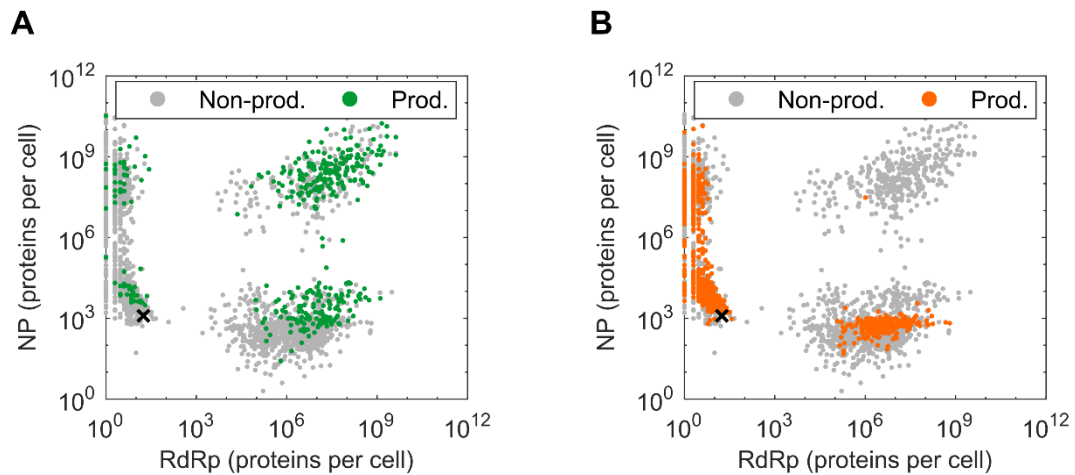 A
B
10^12
10^9
10^6
10^3
10^0
NP (proteins per cell)
Non-prod. Prod.
10^0 10^3 10^6 10^9 10^12
RdRp (proteins per cell)
10^12
10^9
10^6
10^3
10^0
NP (proteins per cell)
Non-prod. Prod.
10^0 10^3 10^6 10^9 10^12
RdRp (proteins per cell)